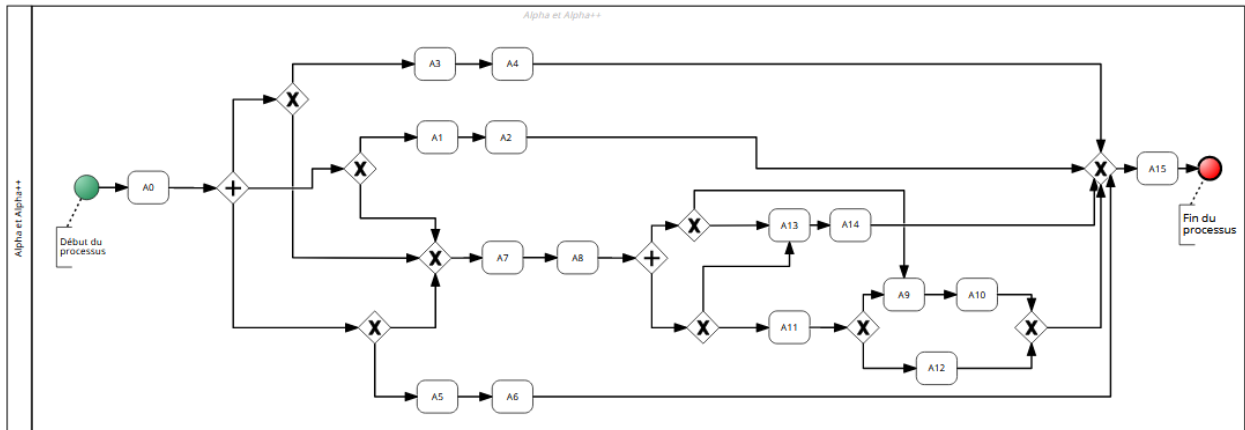 Alpha et Alpha++
Alpha et Alpha++
A3
A4
A1
A2
A0
A15
Début du
processus
Fin du
processus
A13
A14
A7
A8
A9
A10
A11
A12
A5
A6